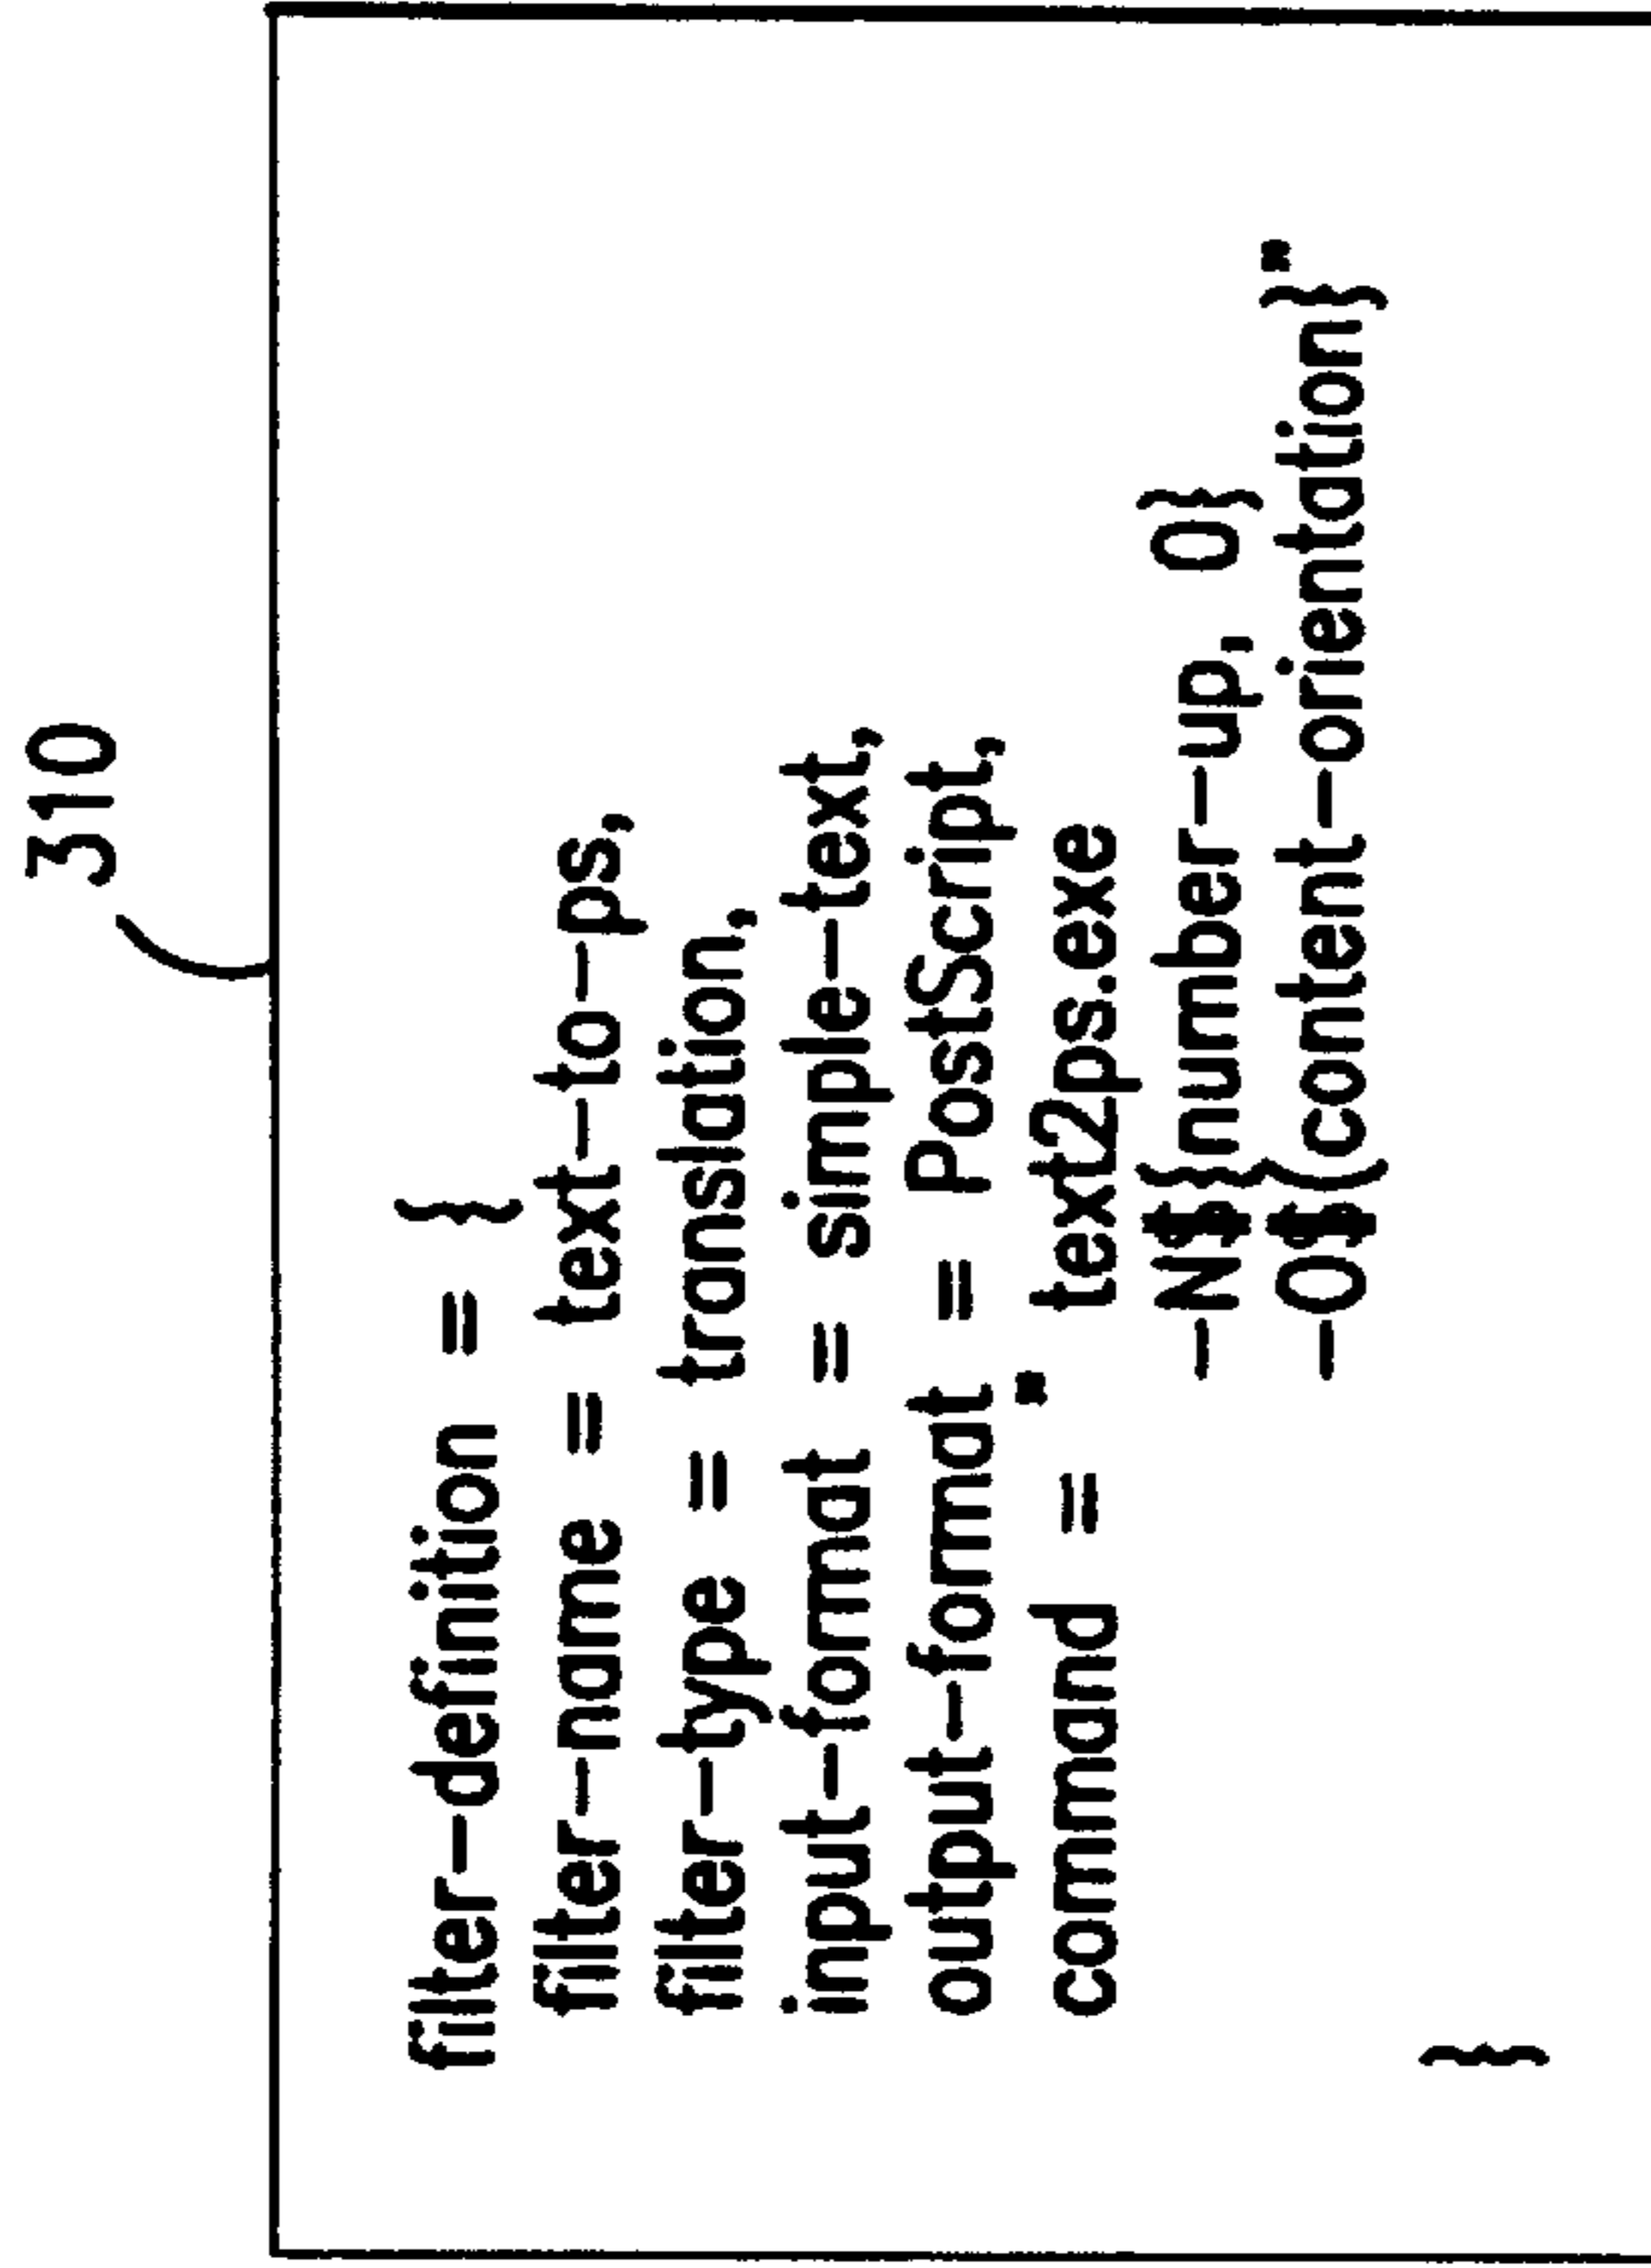 310
filter-definition = {
filter-name = text-to-ps,
filter-type = tronslation,
input-format = simple-text,
output-format = PostScript,
command = " text2ps.exe
-N${number-up, 0}
-O$(content-orientation}"
}